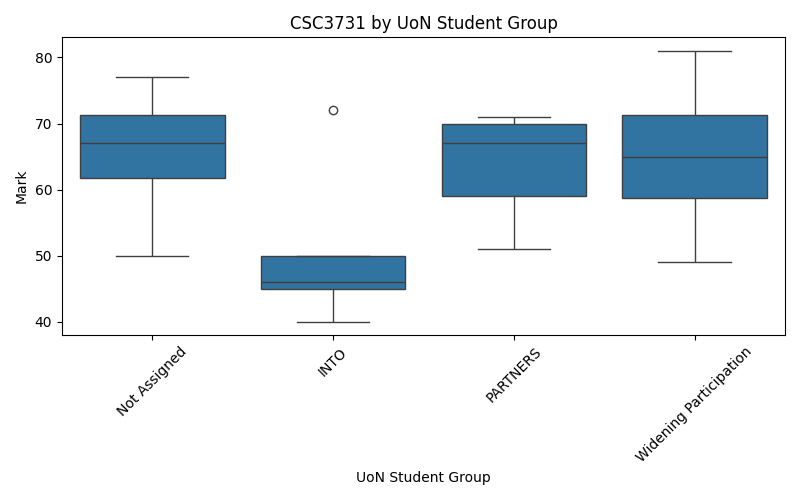 CSC3731 by UoN Student Group
Mark
80
70
60
50
40
Not Assigned
INTO
PARTNERS
Widening Participation
UoN Student Group